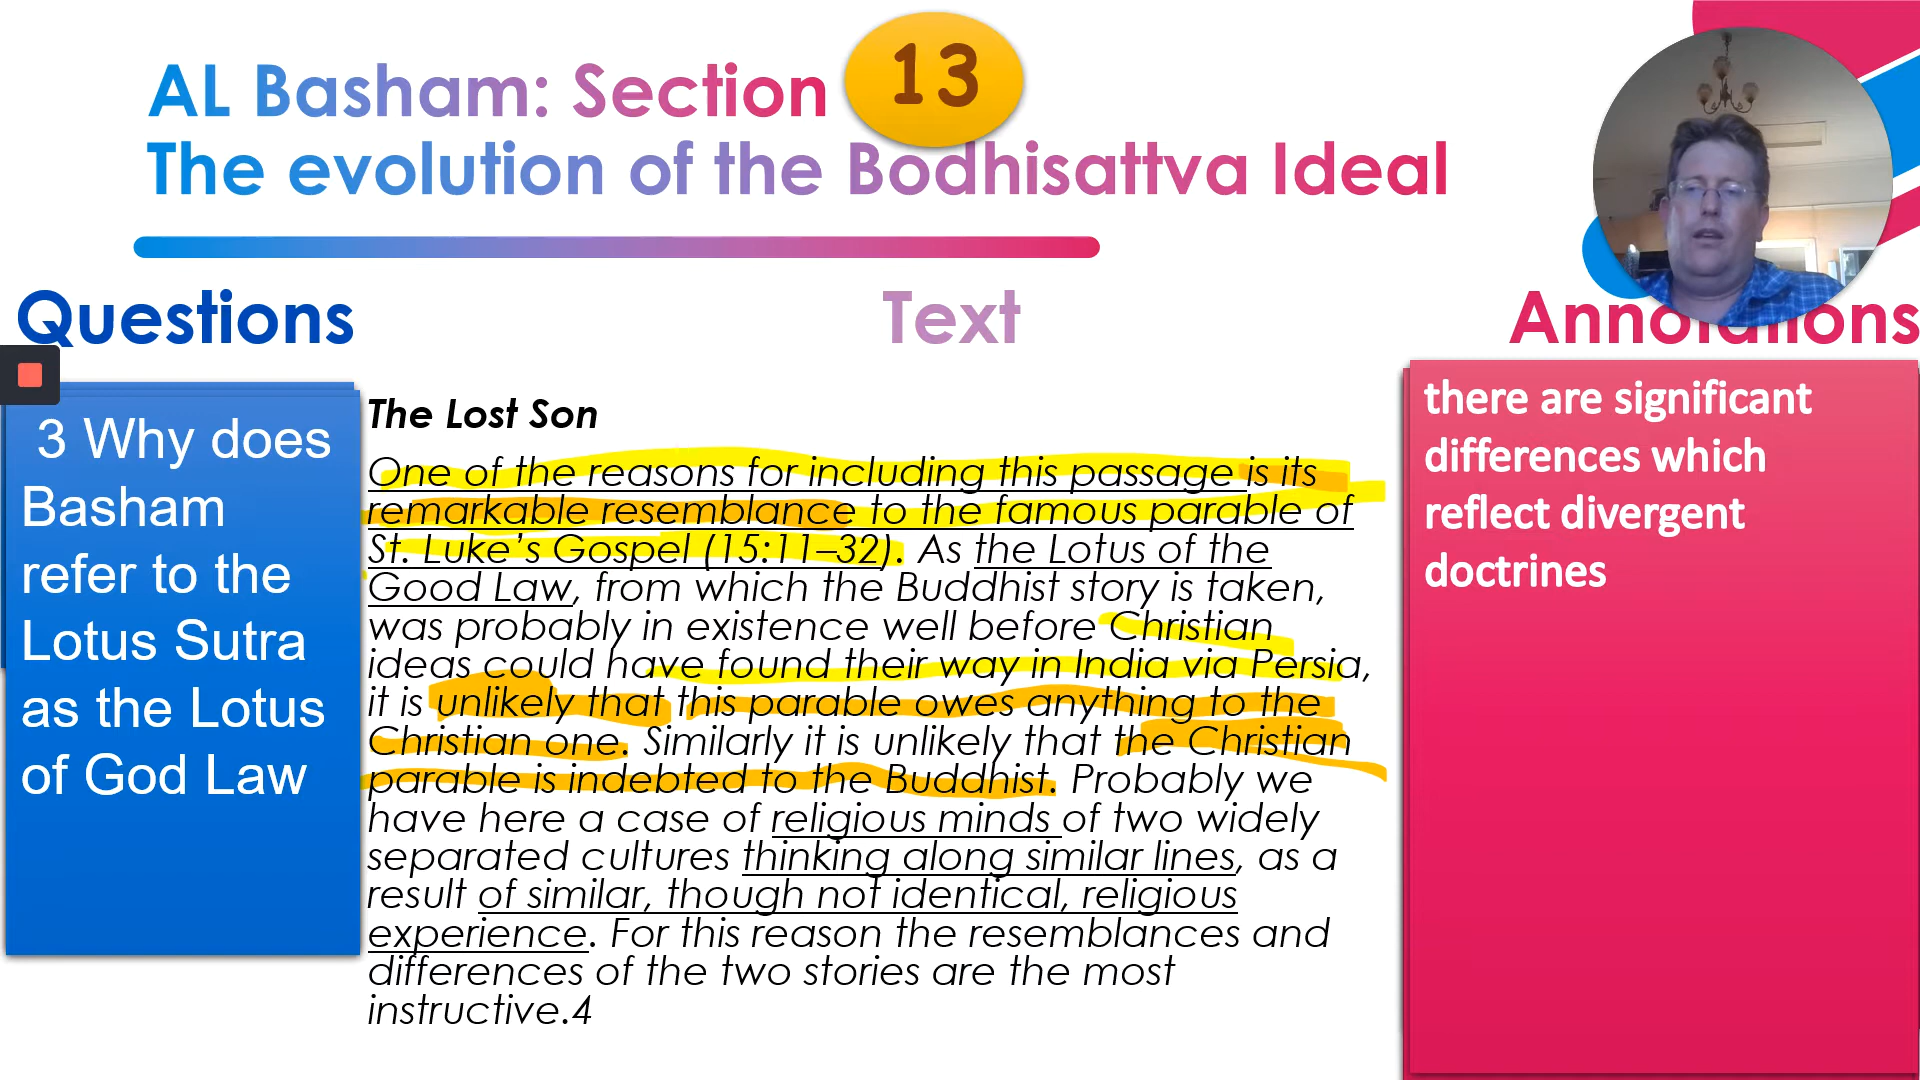 AL Basham: Section 13
The evolution of the Bodhisattva Ideal
Questions
Text
Annotations
3 Why does
Basham
refer to the
Lotus Sutra
as the Lotus
of God Law
The Lost Son
One of the reasons for including this passage is its
remarkable resemblance to the famous parable of
St. Luke’s Gospel (15:11–32). As the Lotus of the
Good Law, from which the Buddhist story is taken,
was probably in existence well before Christian
ideas could have found their way in India via Persia,
it is unlikely that this parable owes anything to the
Christian one. Similarly it is unlikely that the Christian
parable is indebted to the Buddhist. Probably we
have here a case of religious minds of two widely
separated cultures thinking along similar lines, as a
result of similar, though not identical, religious
experience. For this reason the resemblances and
differences of the two stories are the most
instructive.4
there are significant
differences which
reflect divergent
doctrines